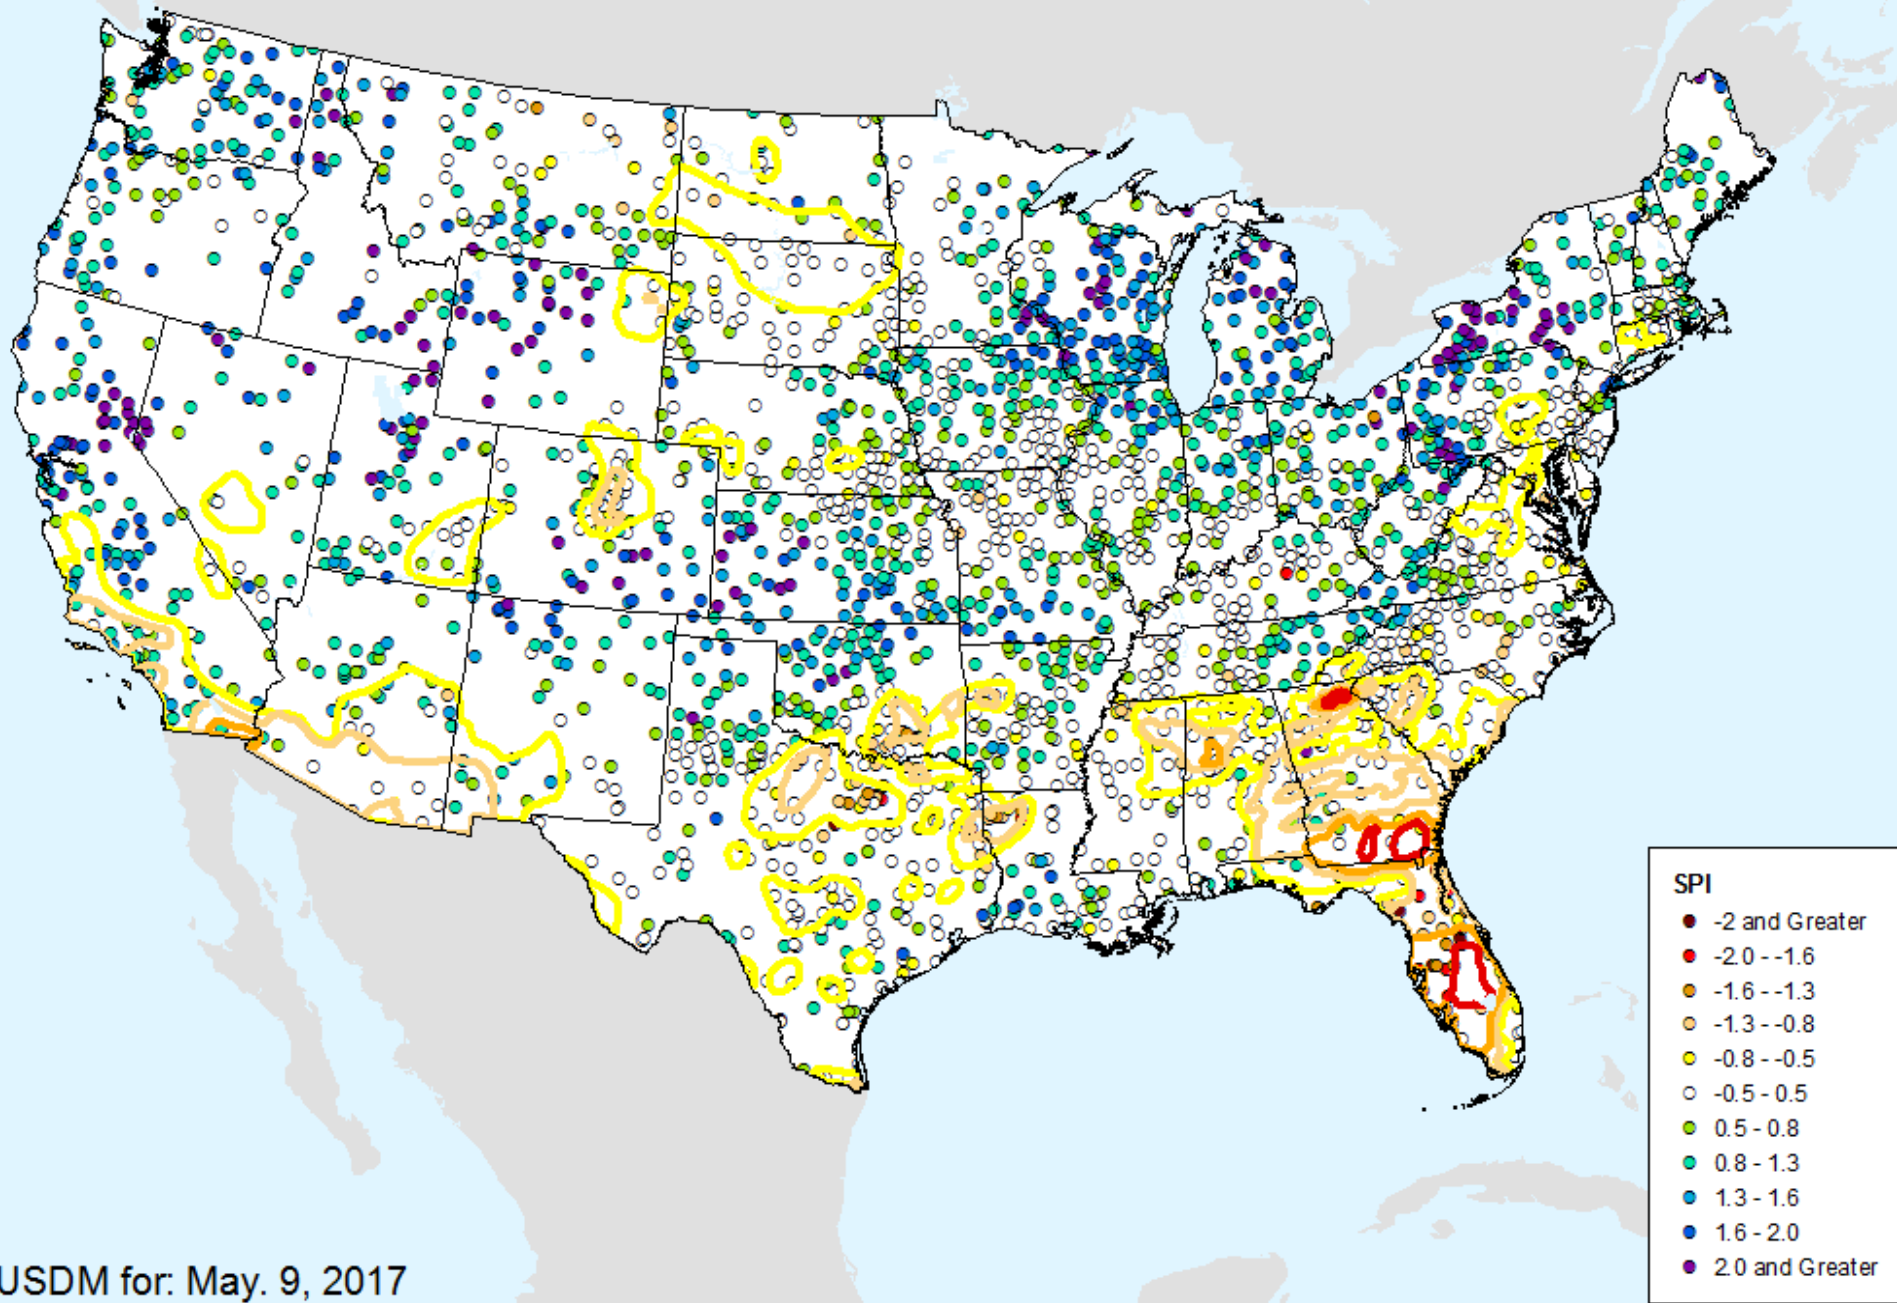 SPI
-2 and Greater
-2.0 - -1.6
-1.6 - -1.3
-1.3 - -0.8
-0.8 - -0.5
-0.5 - 0.5
0.5 - 0.8
0.8 - 1.3
1.3 - 1.6
1.6 - 2.0
2.0 and Greater
USDM for: May. 9, 2017